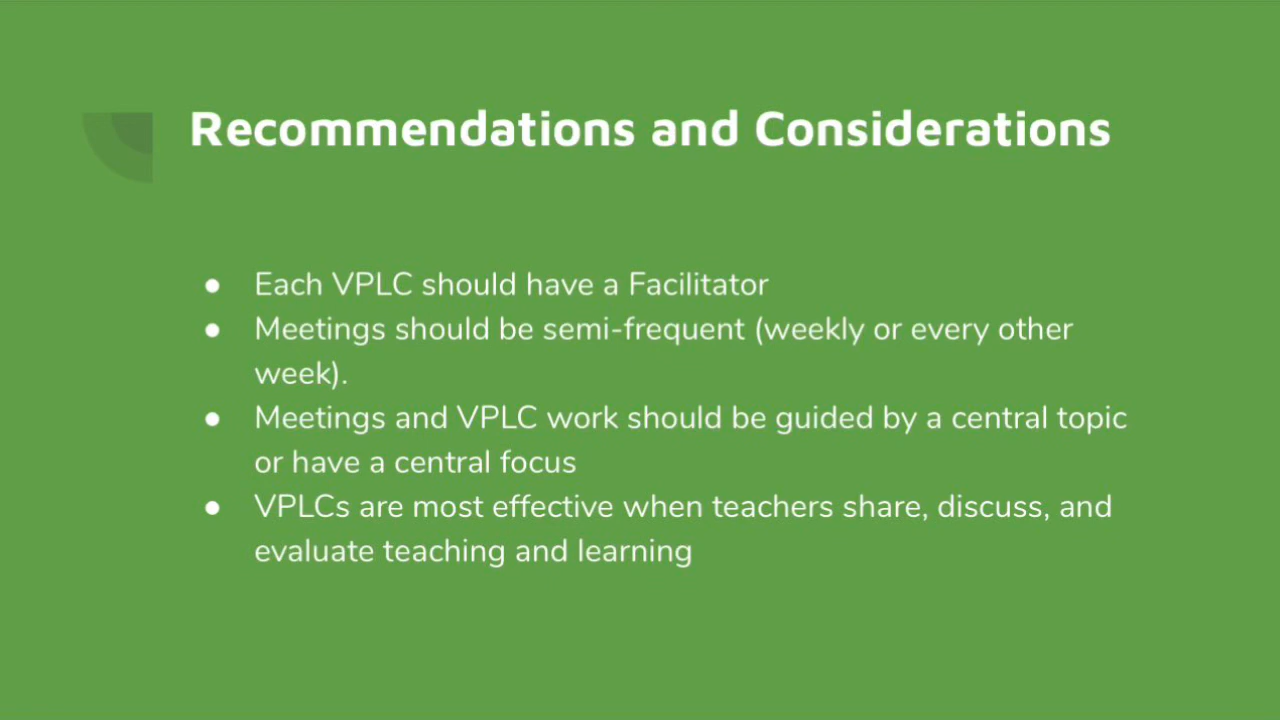 Recommendations and Considerations
● Each VPLC should have a Facilitator
● Meetings should be semi-frequent (weekly or every other
week).
● Meetings and VPLC work should be guided by a central topic
or have a central focus
● VPLCs are most effective when teachers share, discuss, and
evaluate teaching and learning